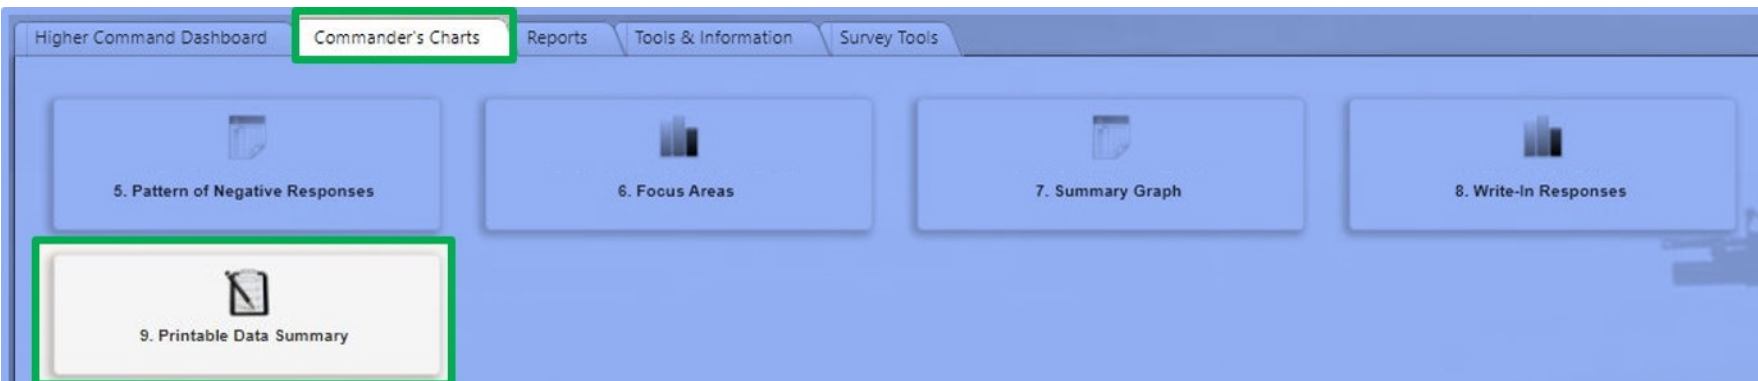 Higher Command Dashboard
Commander's Charts
Reports
Tools & Information
Survey Tools
5. Pattern of Negative Responses
6. Focus Areas
7. Summary Graph
8. Write-In Responses
9. Printable Data Summary